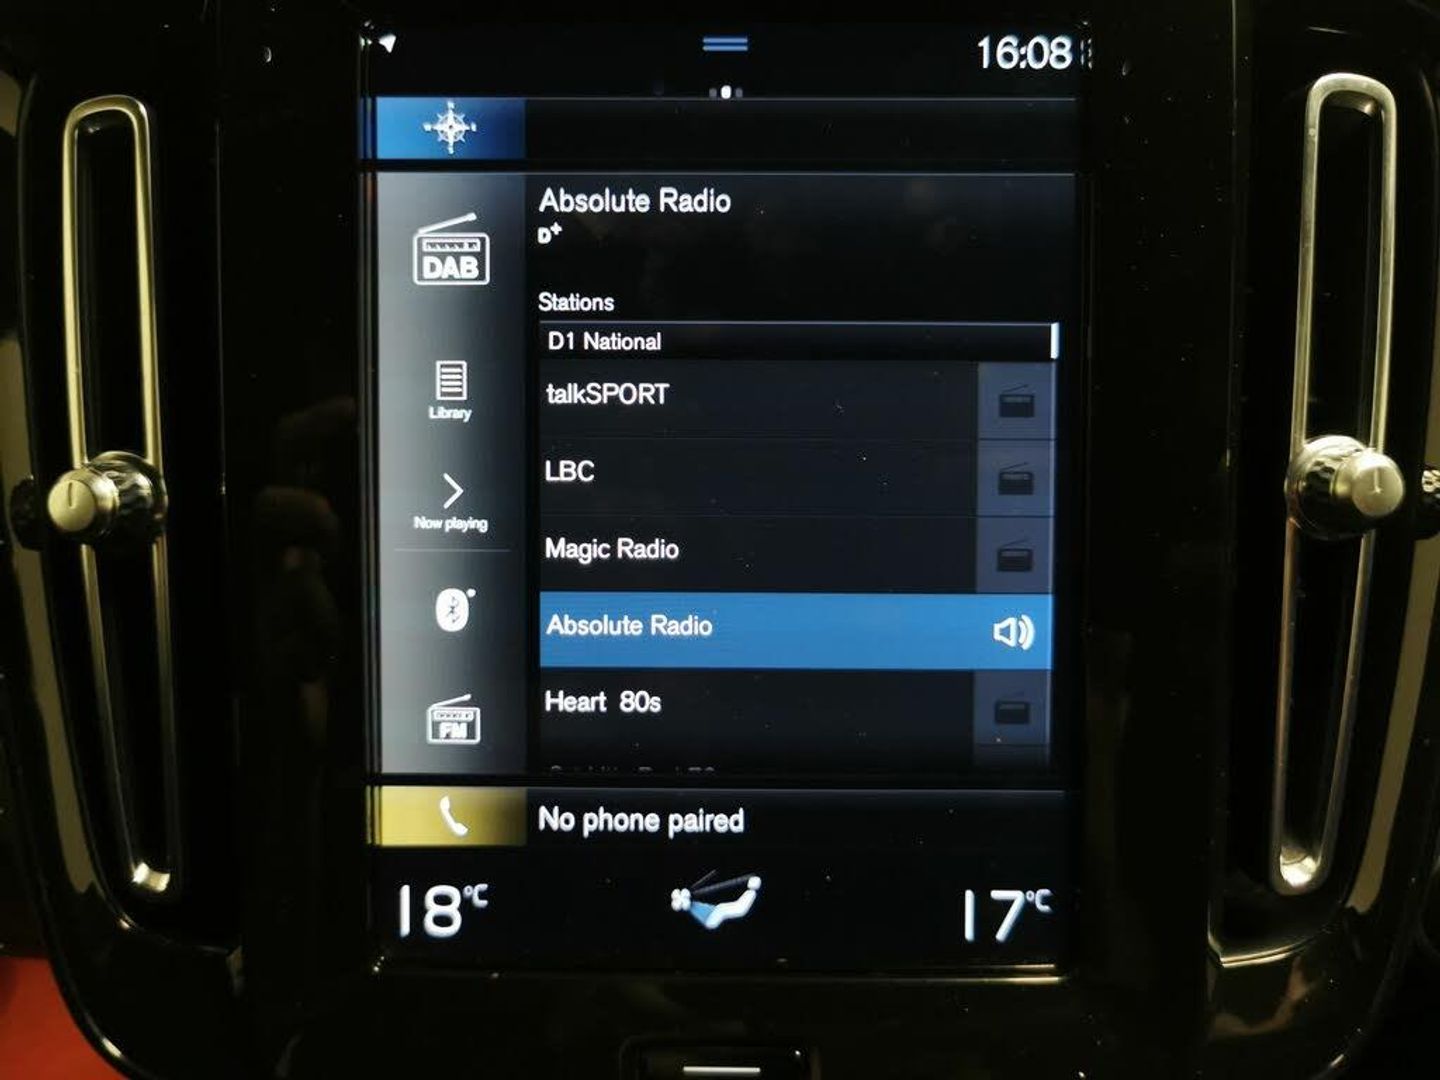 16:08
Absolute Radio
D+
DAB
Stations
D1 National
talkSPORT
Library
LBC
Now playing
Magic Radio
Absolute Radio
Heart 80s
FM
No phone paired
18°C
17°C